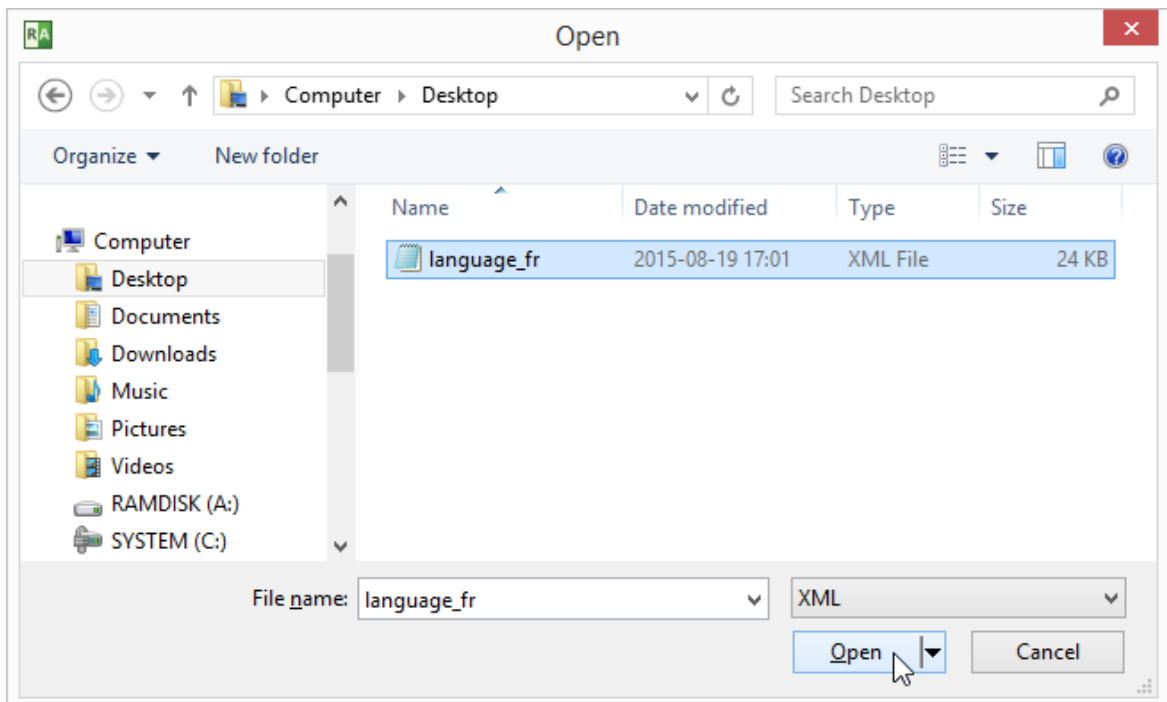 RA
Open
Computer Desktop
Search Desktop
Organize
New folder
Name
Date modified
Type
Size
Computer
language_fr
2015-08-19 17:01
XML File
24 KB
Desktop
Documents
Downloads
Music
Pictures
Videos
RAMDISK (A:)
SYSTEM (C:)
File name: language_fr
XML
Open
Cancel